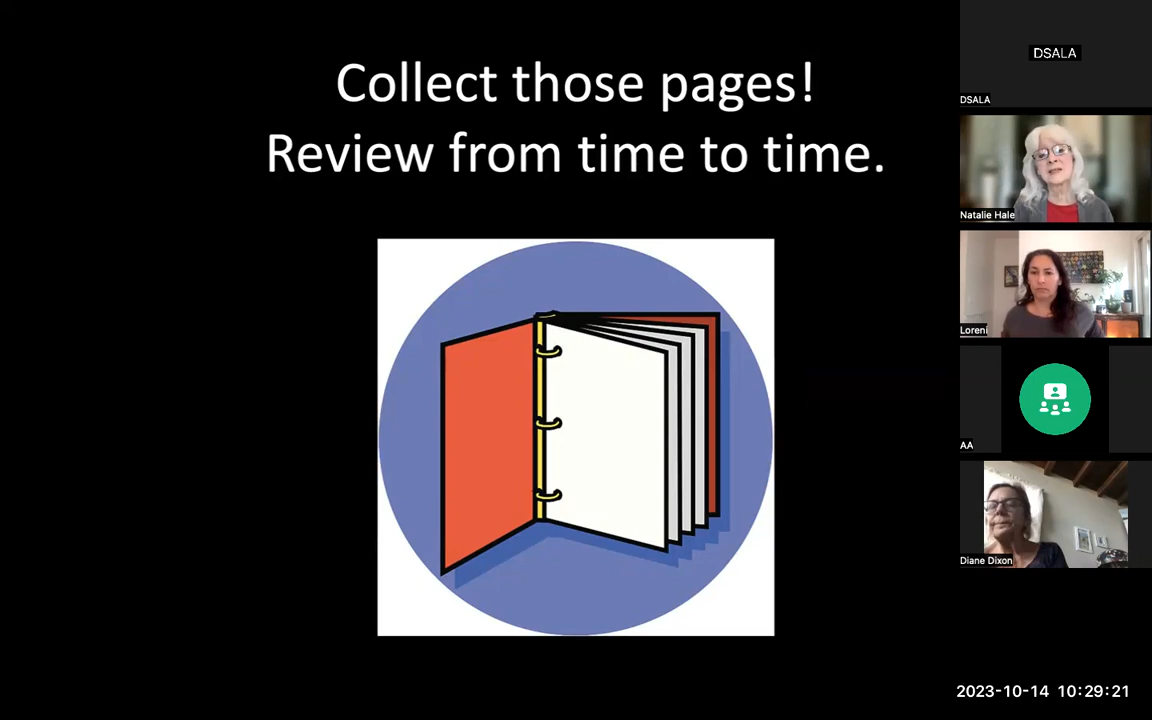 Collect those pages!
Review from time to time.
DSALA
DSALA
Natalie Hale
Lorení
AA
Diane Dixon
2023-10-14 10:29:21